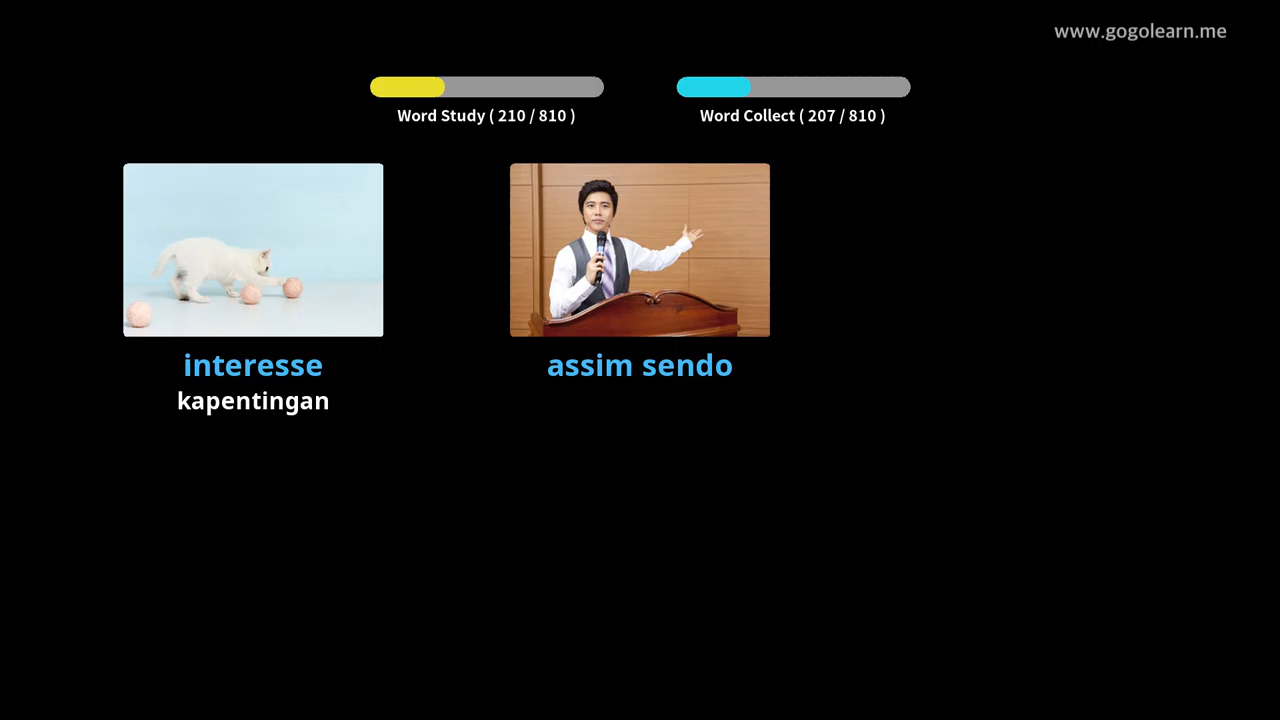 www.gogolearn.me
Word Study ( 210 / 810 )
Word Collect ( 207 / 810 )
interesse
kapentingan
assim sendo